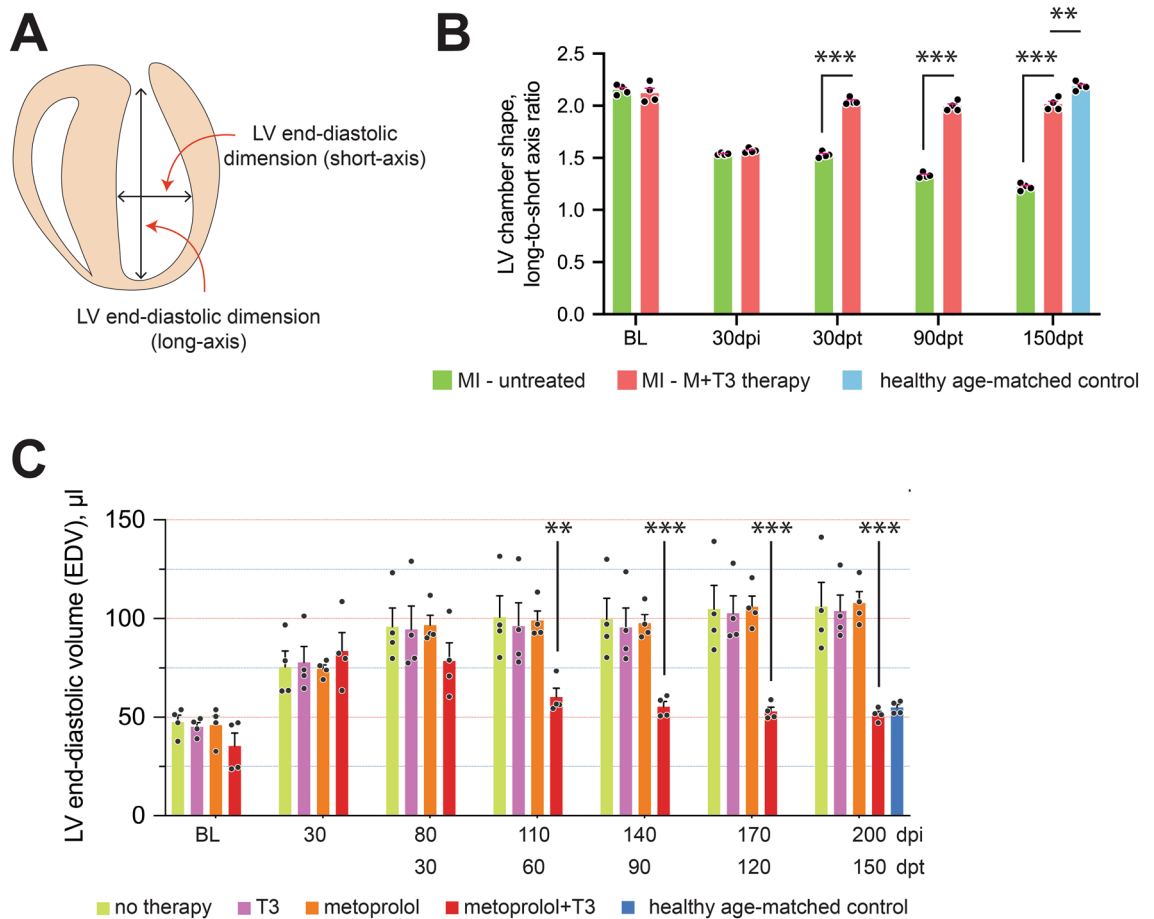 A
LV end-diastolic
dimension (short-axis)
LV end-diastolic dimension
(long-axis)
B
LV chamber shape,
long-to-short axis ratio
2.5
2.0
1.5
1.0
0.5
0.0
***
***
***
**
BL
30dpi
30dpt
90dpt
150dpt
MI - untreated
MI - M+T3 therapy
healthy age-matched control
C
LV end-diastolic volume (EDV), µl
150
100
50
0
**
***
***
***
BL 30 80 110 140 170 200 dpi
30 60 90 120 150 dpt
no therapy
T3
metoprolol
metoprolol+T3
healthy age-matched control